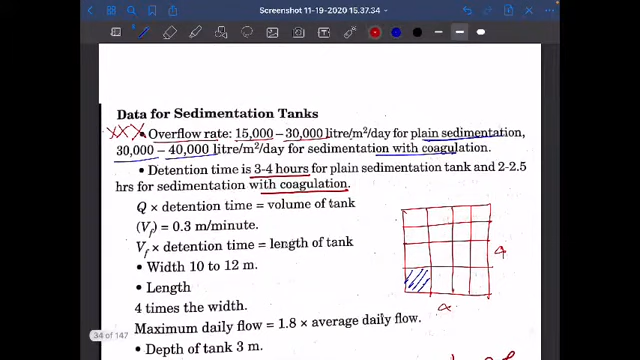 Screenshot 11-19-2020 15.37.34
Data for Sedimentation Tanks
XXX • Overflow rate: 15,000 – 30,000 litre/m²/day for plain sedimentation,
30,000 – 40,000 litre/m²/day for sedimentation with coagulation.
• Detention time is 3-4 hours for plain sedimentation tank and 2-2.5
hrs for sedimentation with coagulation.
Q × detention time = volume of tank
(V_f) = 0.3 m/minute.
V_f × detention time = length of tank
• Width 10 to 12 m.
• Length
4 times the width.
Maximum daily flow = 1.8 × average daily flow.
• Depth of tank 3 m.
34 of 147